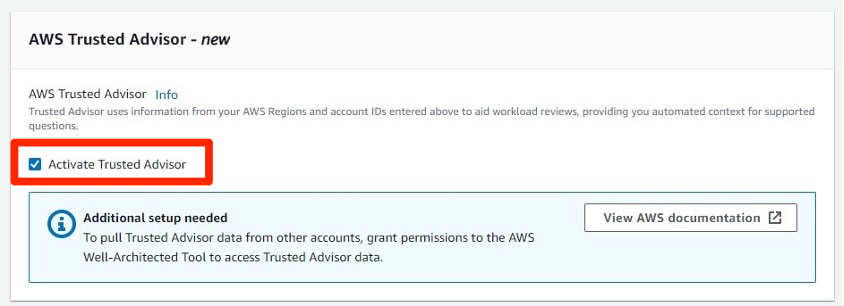 AWS Trusted Advisor - new
AWS Trusted Advisor Info
Trusted Advisor uses information from your AWS Regions and account IDs entered above to aid workload reviews, providing you automated context for supported
questions.
Activate Trusted Advisor
Additional setup needed
To pull Trusted Advisor data from other accounts, grant permissions to the AWS
Well-Architected Tool to access Trusted Advisor data.
View AWS documentation